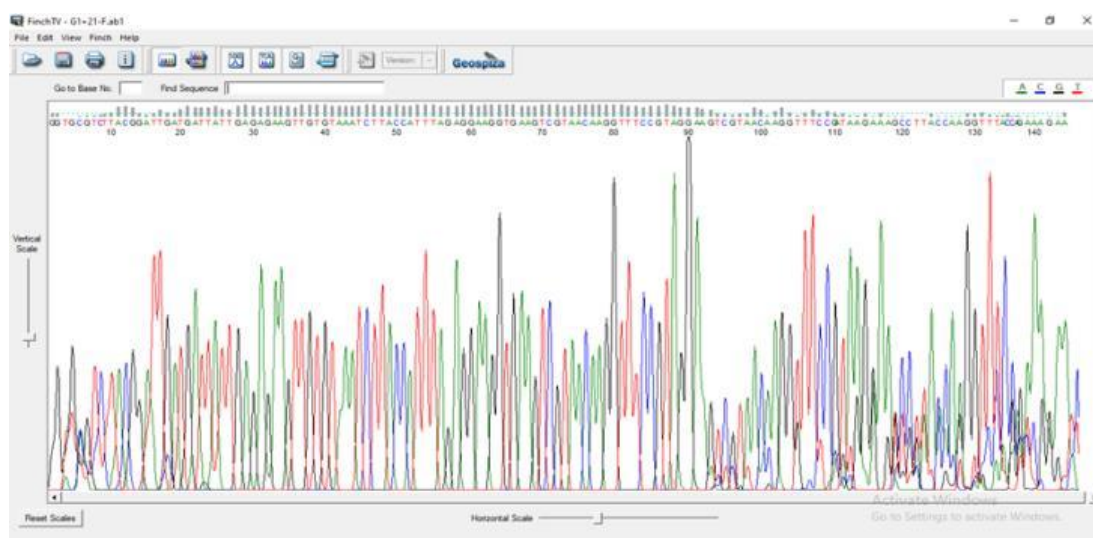 FinchTV - G1-21-F.ab1
File Edit View Finch Help
Version:
Geospiza
Go to Base No.
Find Sequence
A C G T
GGTGCGTCTTACGGATTGATGATTATTGAGAGAAGTTGTGTAAATCTTACCATTTAGAGGAAGGTGAAGTCGTAACAAGGTTTCCGTAGGAAGTCGTAACAAGGTTTCCGATAAGAAAGCCTTACCAAGGTTTACCAGAAAGAA
10 20 30 40 50 60 70 80 90 100 110 120 130 140
Vertical
Scale
Reset Scales
Horizontal Scale
Activate Windows
Go to Settings to activate Windows.